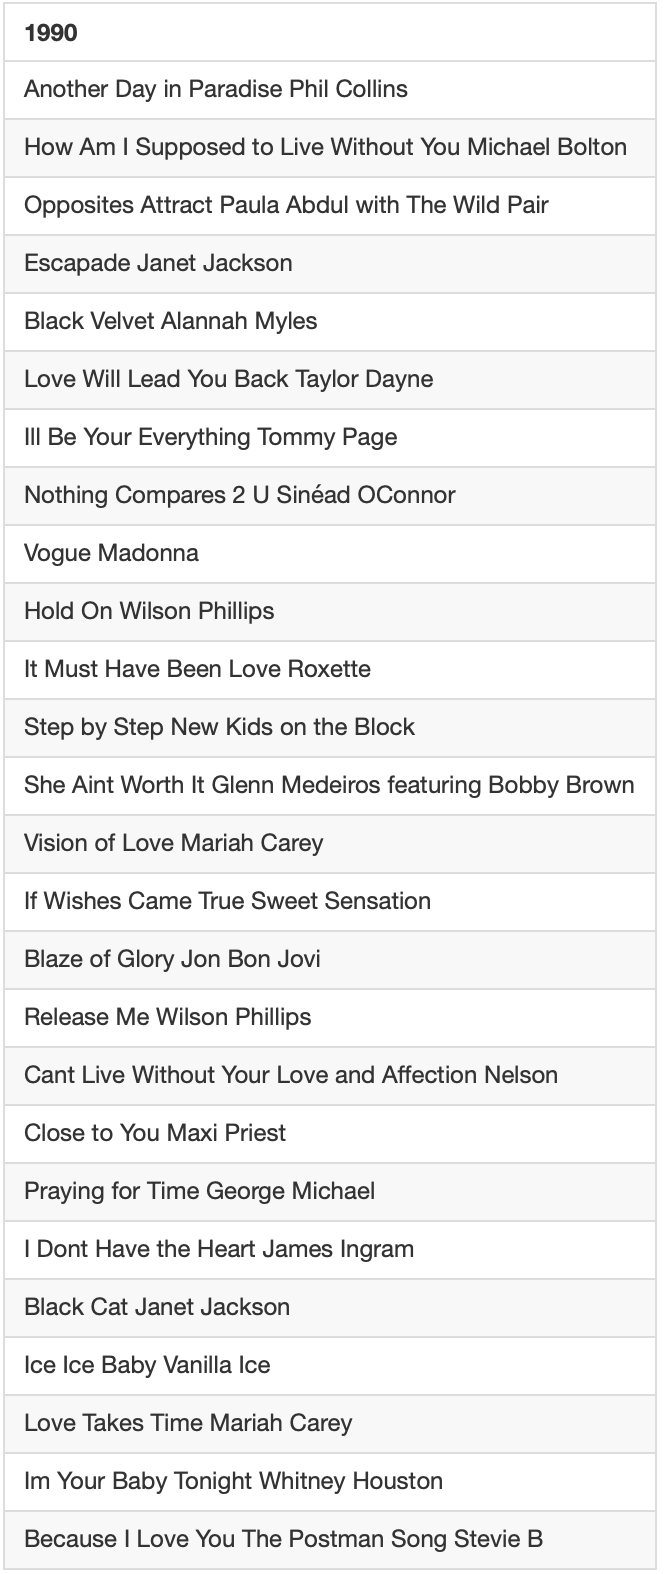 1990
Another Day in Paradise Phil Collins
How Am I Supposed to Live Without You Michael Bolton
Opposites Attract Paula Abdul with The Wild Pair
Escapade Janet Jackson
Black Velvet Alannah Myles
Love Will Lead You Back Taylor Dayne
Ill Be Your Everything Tommy Page
Nothing Compares 2 U Sinéad OConnor
Vogue Madonna
Hold On Wilson Phillips
It Must Have Been Love Roxette
Step by Step New Kids on the Block
She Aint Worth It Glenn Medeiros featuring Bobby Brown
Vision of Love Mariah Carey
If Wishes Came True Sweet Sensation
Blaze of Glory Jon Bon Jovi
Release Me Wilson Phillips
Cant Live Without Your Love and Affection Nelson
Close to You Maxi Priest
Praying for Time George Michael
I Dont Have the Heart James Ingram
Black Cat Janet Jackson
Ice Ice Baby Vanilla Ice
Love Takes Time Mariah Carey
Im Your Baby Tonight Whitney Houston
Because I Love You The Postman Song Stevie B